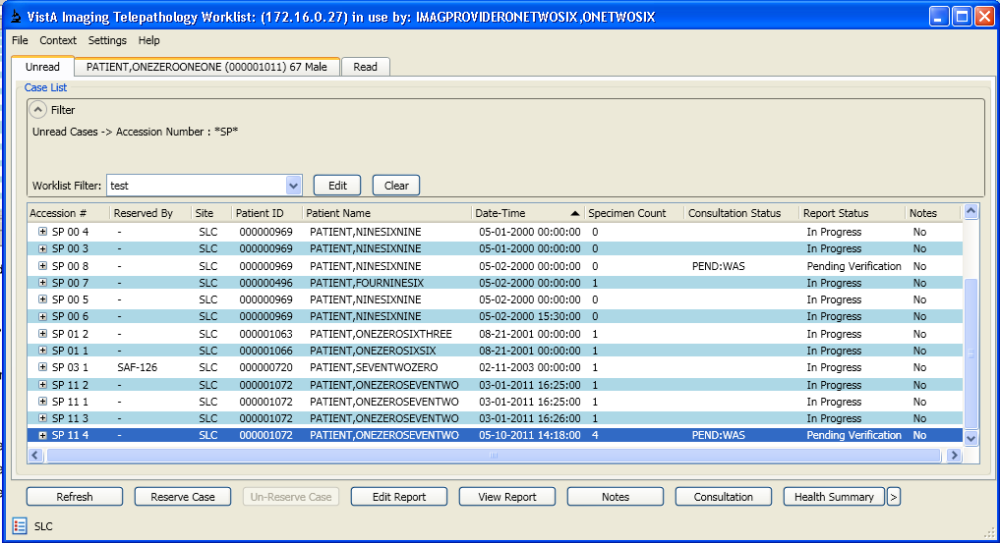 VistA Imaging Telepathology Worklist: (172.16.0.27) in use by: IMAGPROVIDERONETWOSIX,ONETWOSIX
File Context Settings Help
Unread PATIENT,ONEZEROONEONE (000001011) 67 Male Read
Case List
Filter
Unread Cases -> Accession Number : *SP*
Worklist Filter: test Edit Clear
Accession # Reserved By Site Patient ID Patient Name Date-Time Specimen Count Consultation Status Report Status Notes
SP 00 4 - SLC 000000969 PATIENT,NINESIXNINE 05-01-2000 00:00:00 0 In Progress No
SP 00 3 - SLC 000000969 PATIENT,NINESIXNINE 05-01-2000 00:00:00 0 In Progress No
SP 00 8 - SLC 000000969 PATIENT,NINESIXNINE 05-02-2000 00:00:00 0 PEND:WAS Pending Verification No
SP 00 7 - SLC 000000496 PATIENT,FOURNINESIX 05-02-2000 00:00:00 1 In Progress No
SP 00 5 - SLC 000000969 PATIENT,NINESIXNINE 05-02-2000 00:00:00 0 In Progress No
SP 00 6 - SLC 000000969 PATIENT,NINESIXNINE 05-02-2000 15:30:00 0 In Progress No
SP 01 2 - SLC 000001063 PATIENT,ONEZEROSIXTHREE 08-21-2001 00:00:00 1 In Progress No
SP 01 1 - SLC 000001066 PATIENT,ONEZEROSIXSIX 08-21-2001 00:00:00 1 In Progress No
SP 03 1 SAF-126 SLC 000000720 PATIENT,SEVENTWOZERO 02-11-2003 00:00:00 1 In Progress No
SP 11 2 - SLC 000001072 PATIENT,ONEZEROSEVENTWO 03-01-2011 16:25:00 1 In Progress No
SP 11 1 - SLC 000001072 PATIENT,ONEZEROSEVENTWO 03-01-2011 16:25:00 1 In Progress No
SP 11 3 - SLC 000001072 PATIENT,ONEZEROSEVENTWO 03-01-2011 16:26:00 1 In Progress No
SP 11 4 - SLC 000001072 PATIENT,ONEZEROSEVENTWO 05-10-2011 14:18:00 4 PEND:WAS Pending Verification No
Refresh Reserve Case Un-Reserve Case Edit Report View Report Notes Consultation Health Summary >
SLC